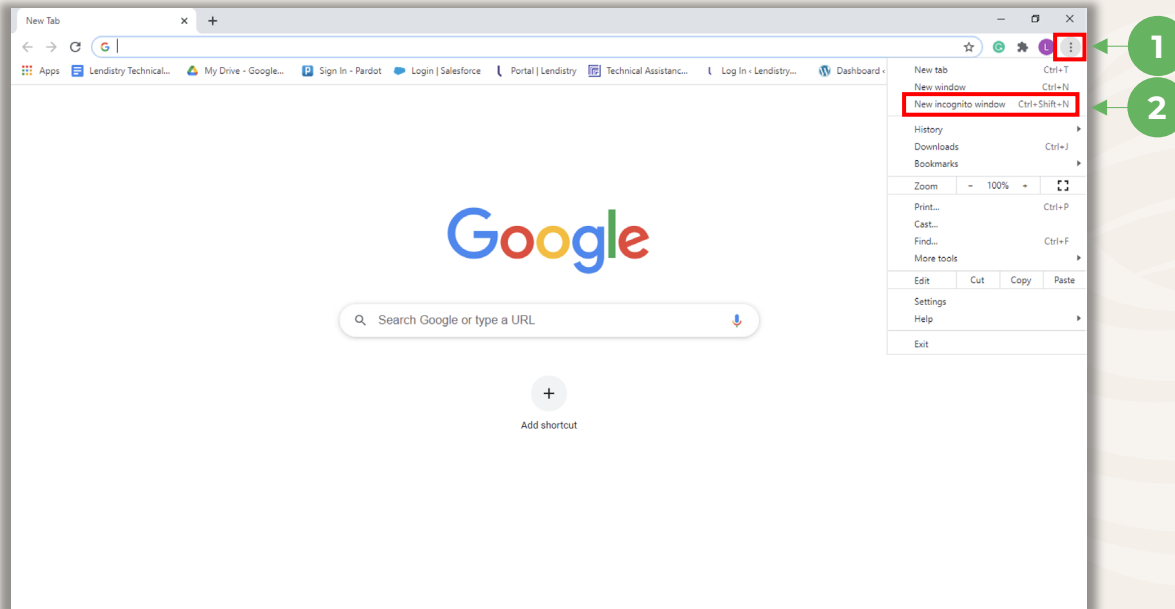 New Tab
1
Apps Lendistry Technical... My Drive - Google... Sign In - Pardot Login | Salesforce Portal | Lendistry Technical Assistanc... Log In ‹ Lendistry... Dashboard ‹
New tab Ctrl+T
New window Ctrl+N
New incognito window Ctrl+Shift+N
2
History
Downloads Ctrl+J
Bookmarks
Zoom - 100% +
Print... Ctrl+P
Cast...
Find... Ctrl+F
More tools
Edit Cut Copy Paste
Settings
Help
Exit
Google
Search Google or type a URL
Add shortcut